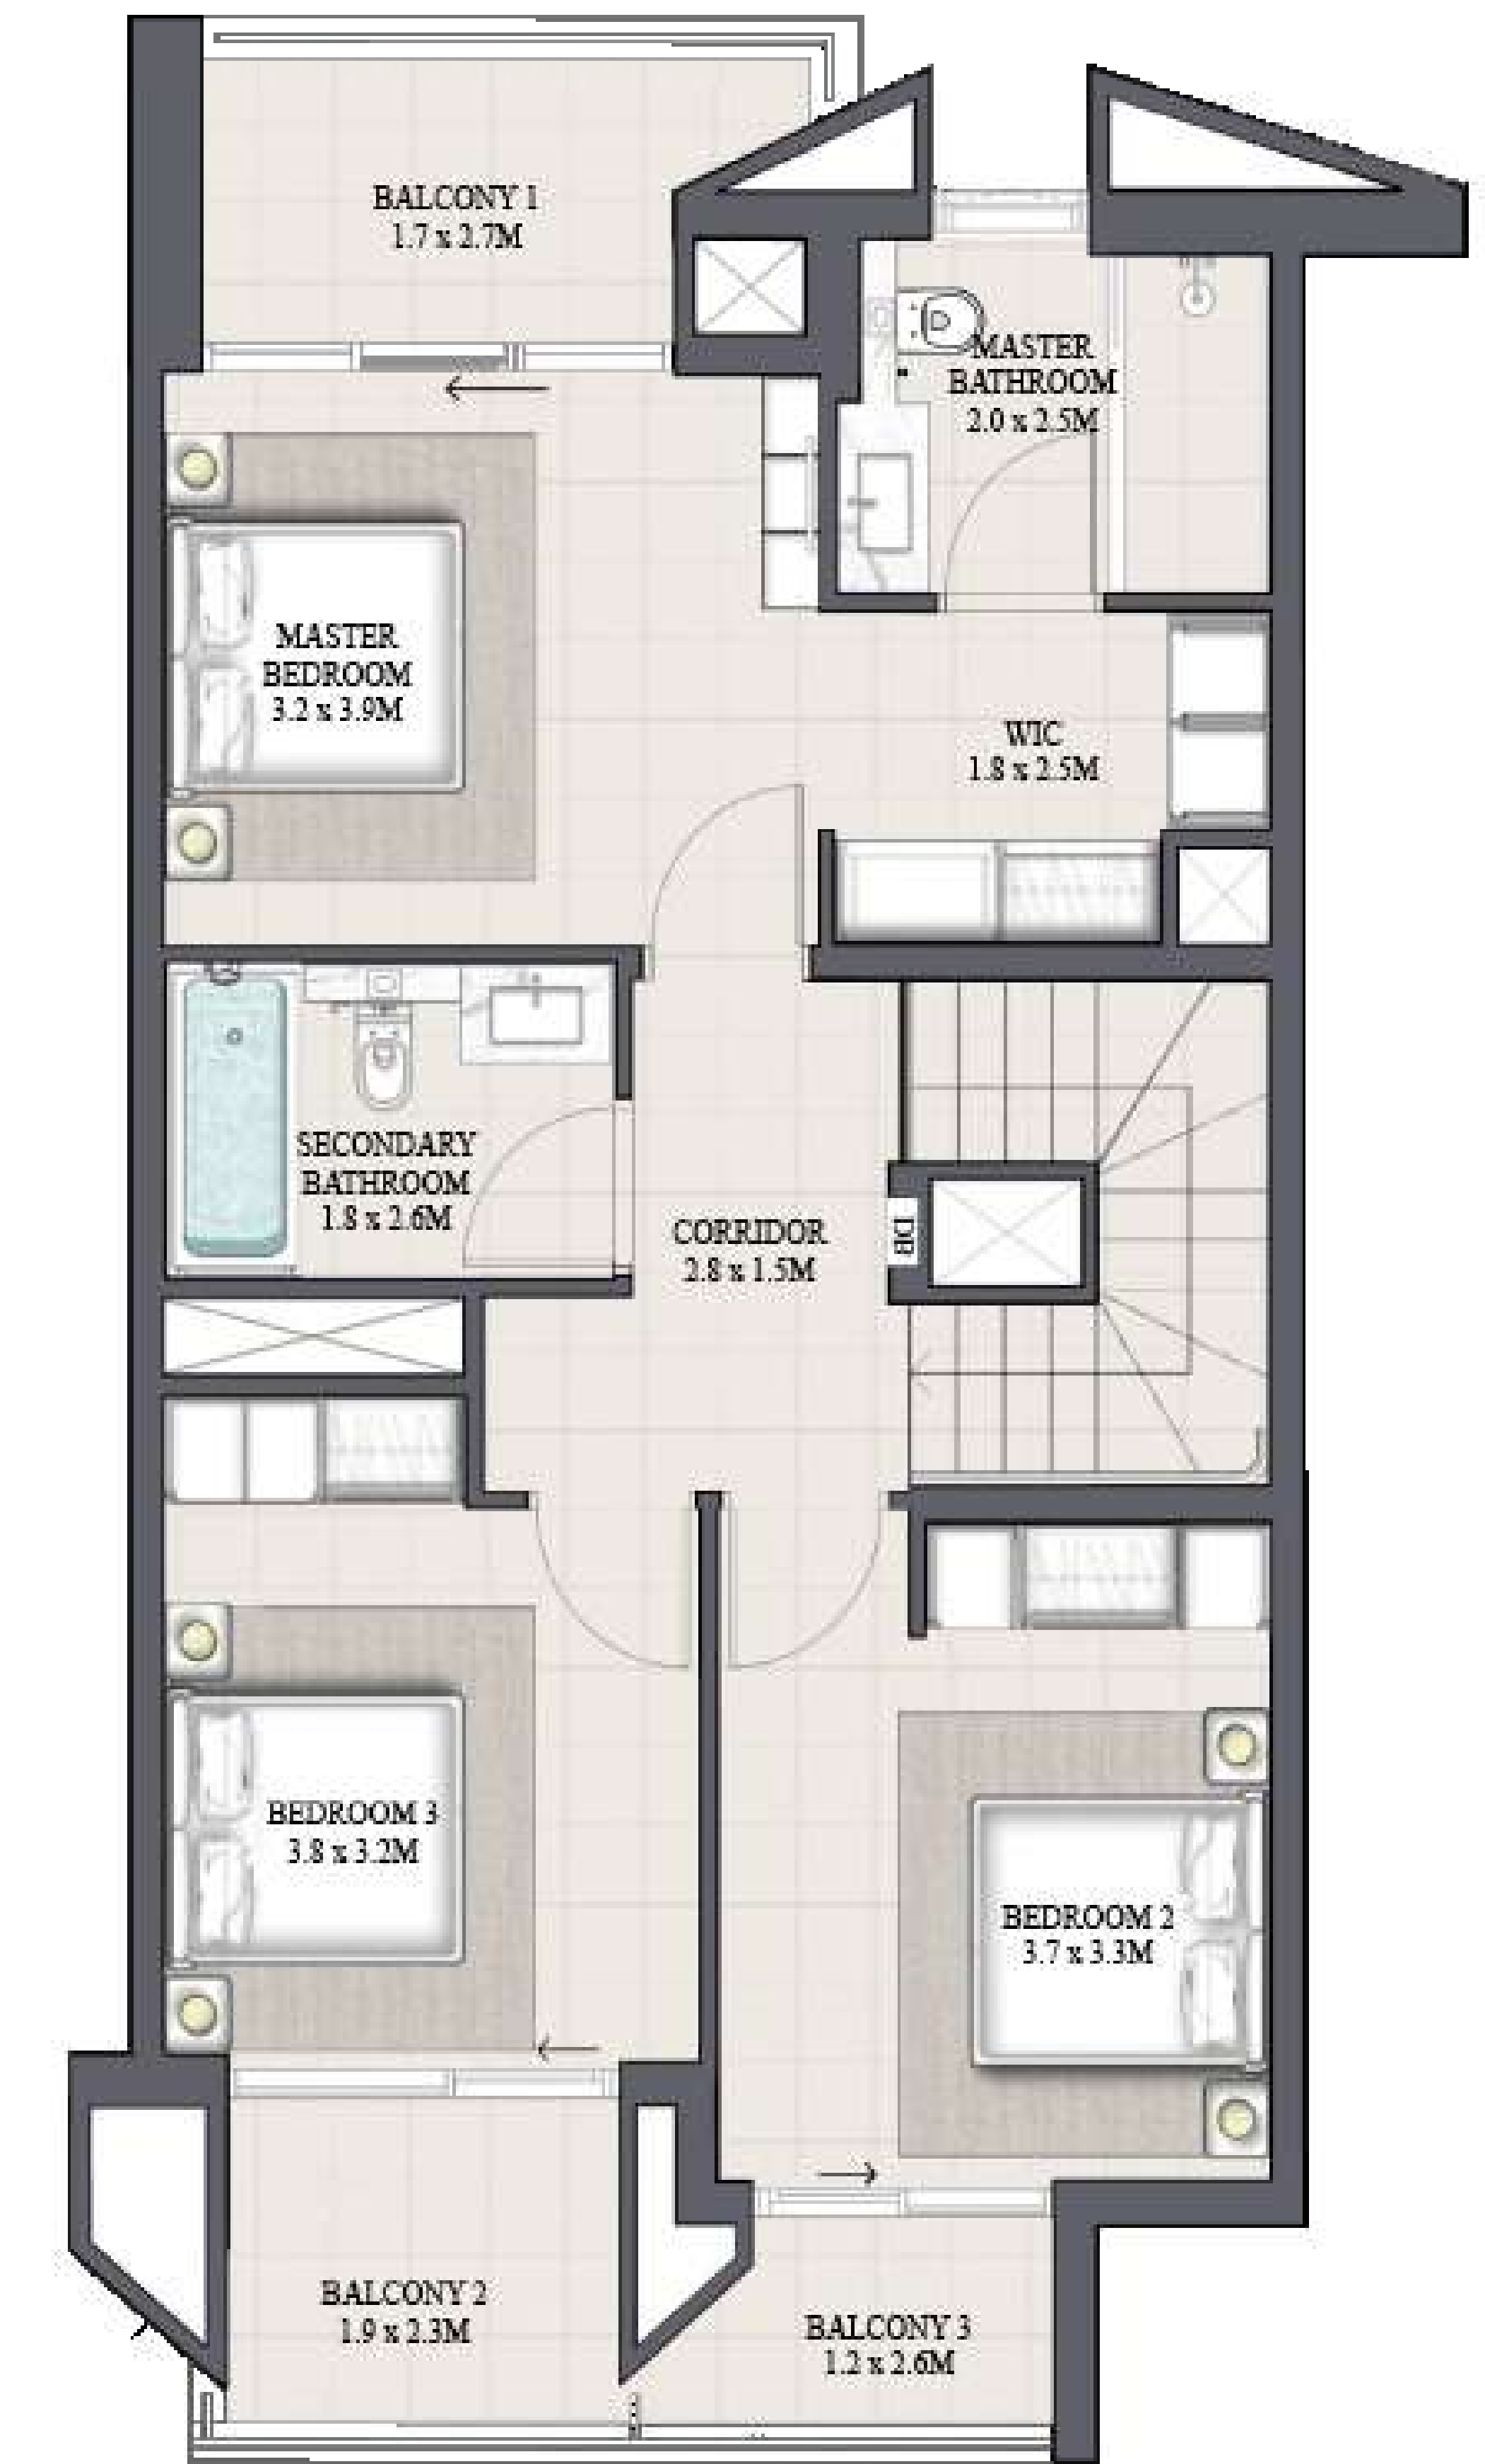 BALCONY 1
1.7 x 2.7M
MASTER
BATHROOM
2.0 x 2.5M
MASTER
BEDROOM
3.2 x 3.9M
WIC
1.8 x 2.5M
SECONDARY
BATHROOM
1.8 x 2.6M
CORRIDOR
2.8 x 1.5M
DB
BEDROOM 3
3.8 x 3.2M
BEDROOM 2
3.7 x 3.3M
BALCONY 2
1.9 x 2.3M
BALCONY 3
1.2 x 2.6M